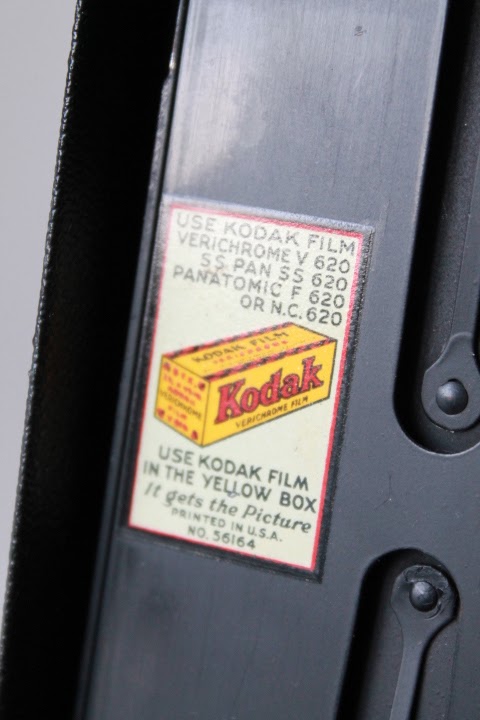 USE KODAK FILM
VERICHROME V 620
S S PAN SS 620
PANATOMIC F 620
OR N.C. 620
KODAK FILM
VERICHROME
Kodak
VERICHROME FILM
USE KODAK FILM
IN THE YELLOW BOX
It gets the Picture
PRINTED IN U.S.A.
NO. 56164